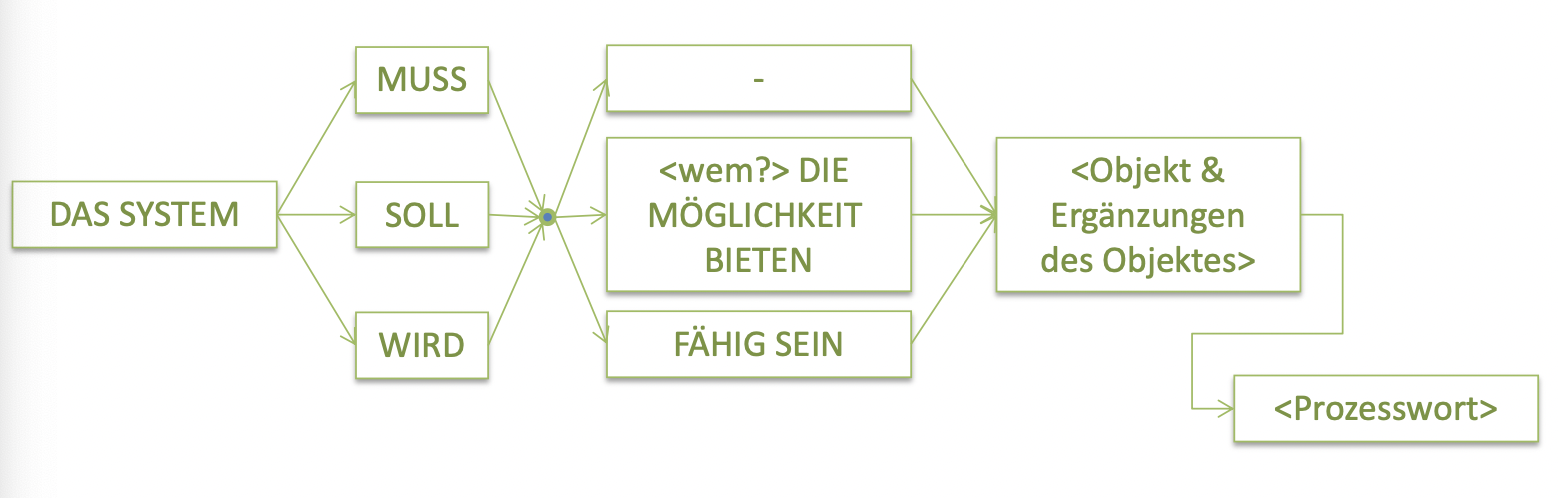 DAS SYSTEM
MUSS
SOLL
WIRD
-
<wem?> DIE
MÖGLICHKEIT
BIETEN
FÄHIG SEIN
<Objekt &
Ergänzungen
des Objektes>
<Prozesswort>